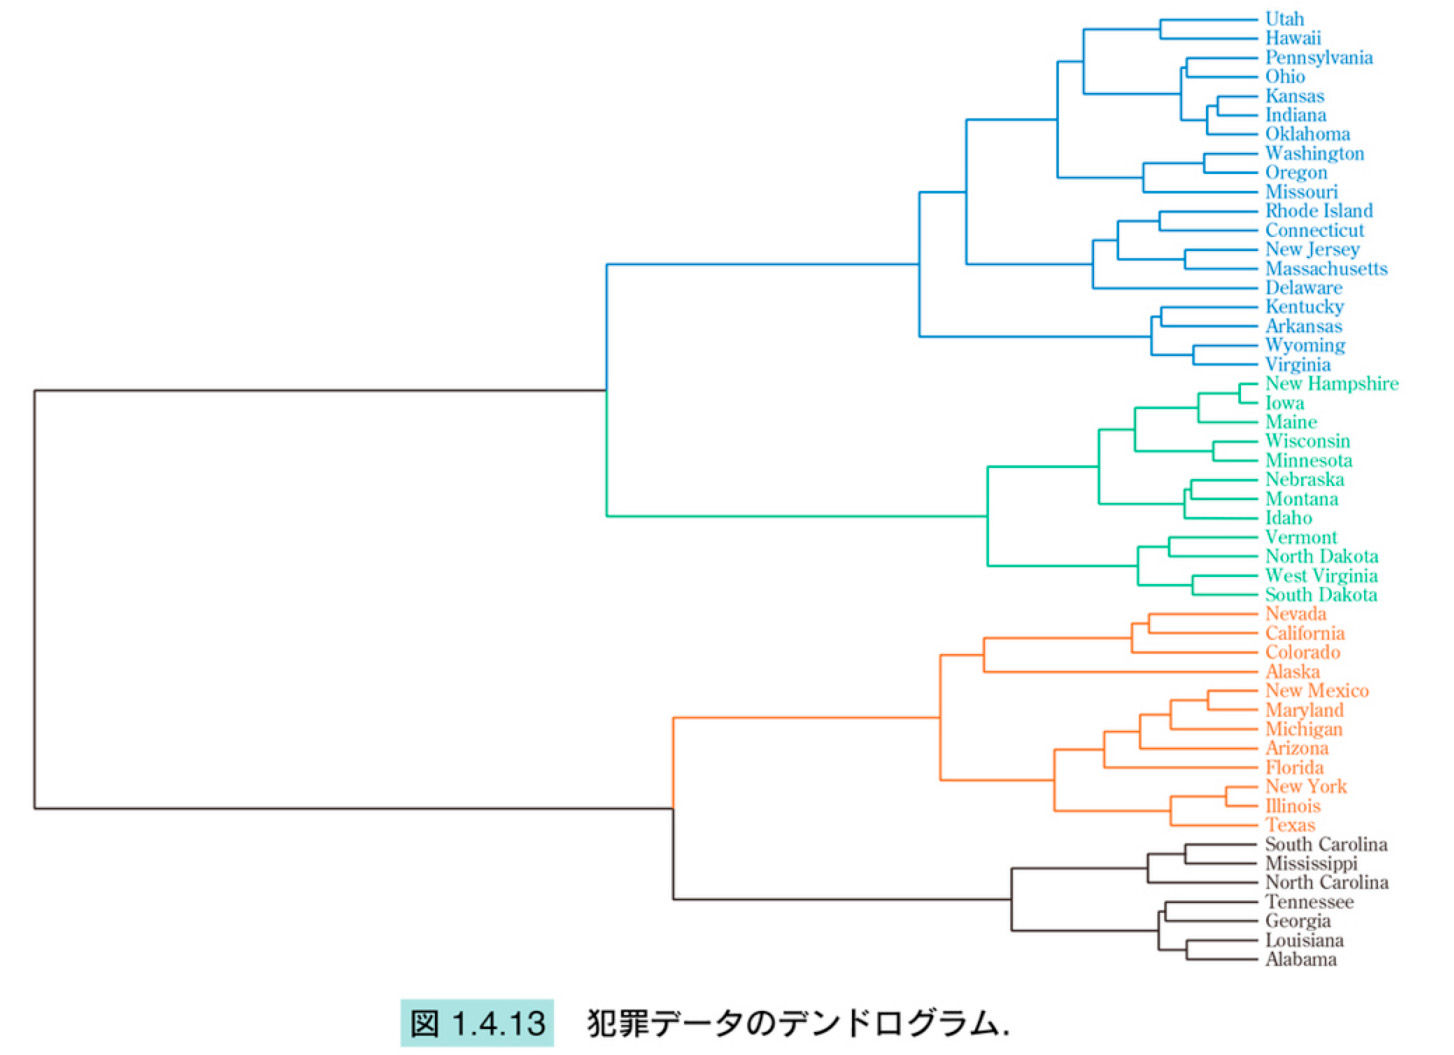 Utah
Hawaii
Pennsylvania
Ohio
Kansas
Indiana
Oklahoma
Washington
Oregon
Missouri
Rhode Island
Connecticut
New Jersey
Massachusetts
Delaware
Kentucky
Arkansas
Wyoming
Virginia
New Hampshire
Iowa
Maine
Wisconsin
Minnesota
Nebraska
Montana
Idaho
Vermont
North Dakota
West Virginia
South Dakota
Nevada
California
Colorado
Alaska
New Mexico
Maryland
Michigan
Arizona
Florida
New York
Illinois
Texas
South Carolina
Mississippi
North Carolina
Tennessee
Georgia
Louisiana
Alabama
図 1.4.13 犯罪データのデンドログラム.